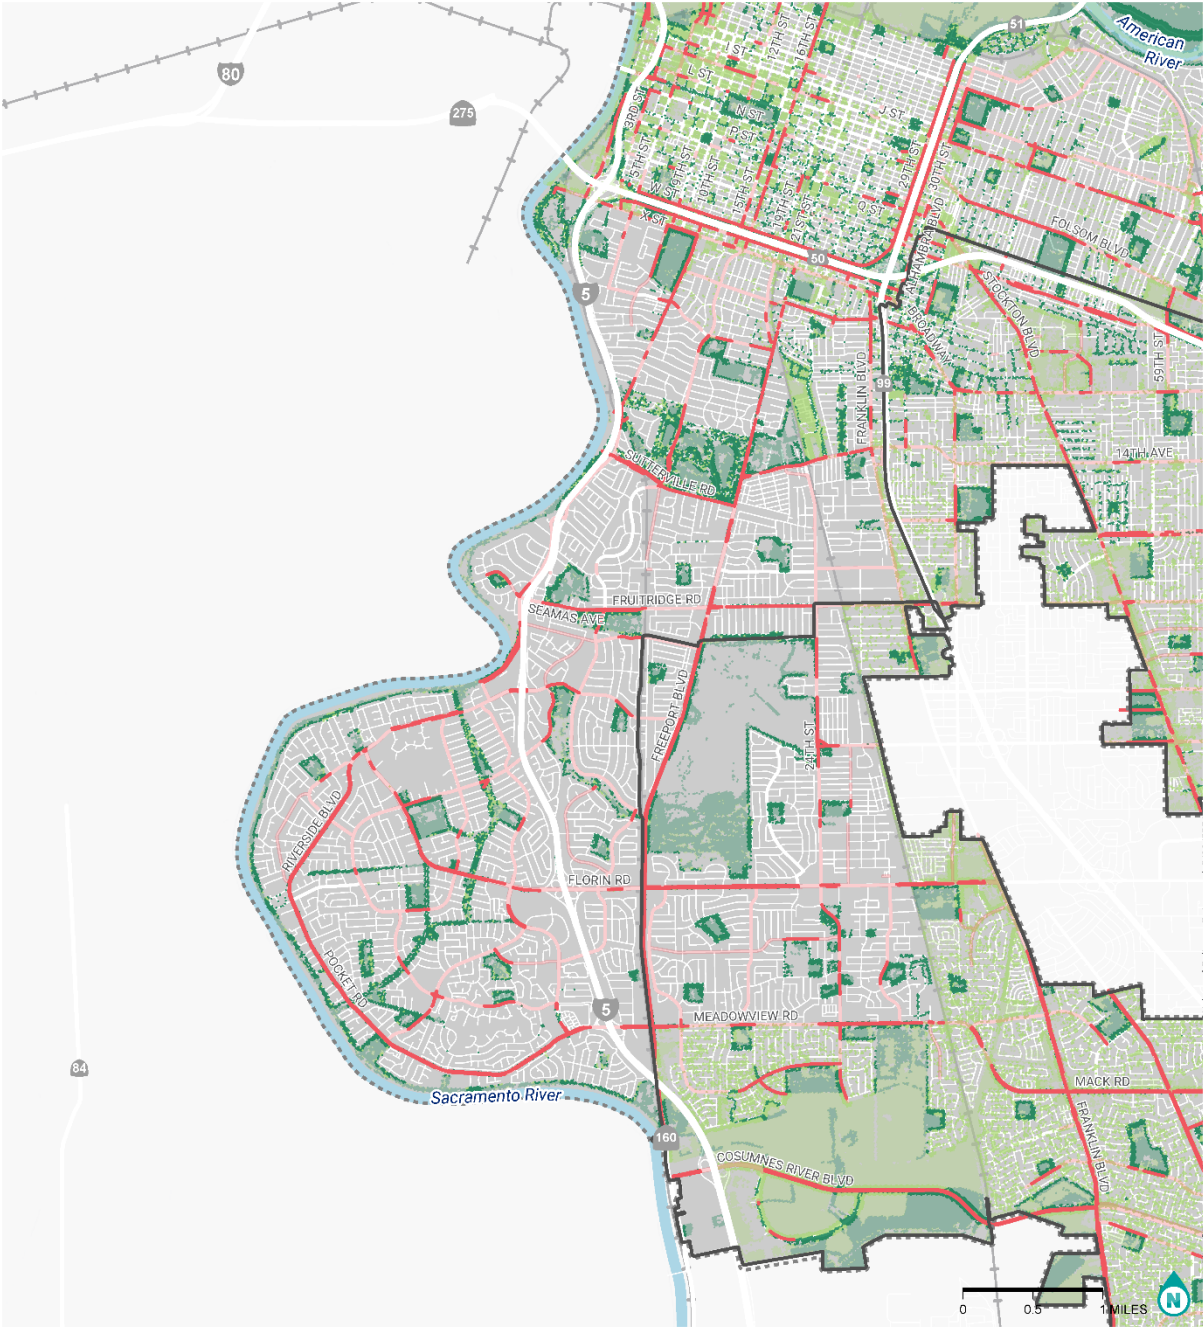 American
River
51
80
275
12TH ST
16TH ST
I ST
L ST
N ST
P ST
J ST
3RD ST
5TH ST
9TH ST
10TH ST
15TH ST
19TH ST
21ST ST
29TH ST
30TH ST
W ST
X ST
Q ST
50
5
ALHAMBRA BLVD
FOLSOM BLVD
STOCKTON BLVD
BROADWAY
59TH ST
FRANKLIN BLVD
99
14TH AVE
SUTTERVILLE RD
FRUITRIDGE RD
SEAMAS AVE
FREEPORT BLVD
24TH ST
RIVERSIDE BLVD
FLORIN RD
POCKET RD
5
MEADOWVIEW RD
84
MACK RD
Sacramento River
FRANKLIN BLVD
160
COSUMNES RIVER BLVD
N
0 0.5 1 MILES